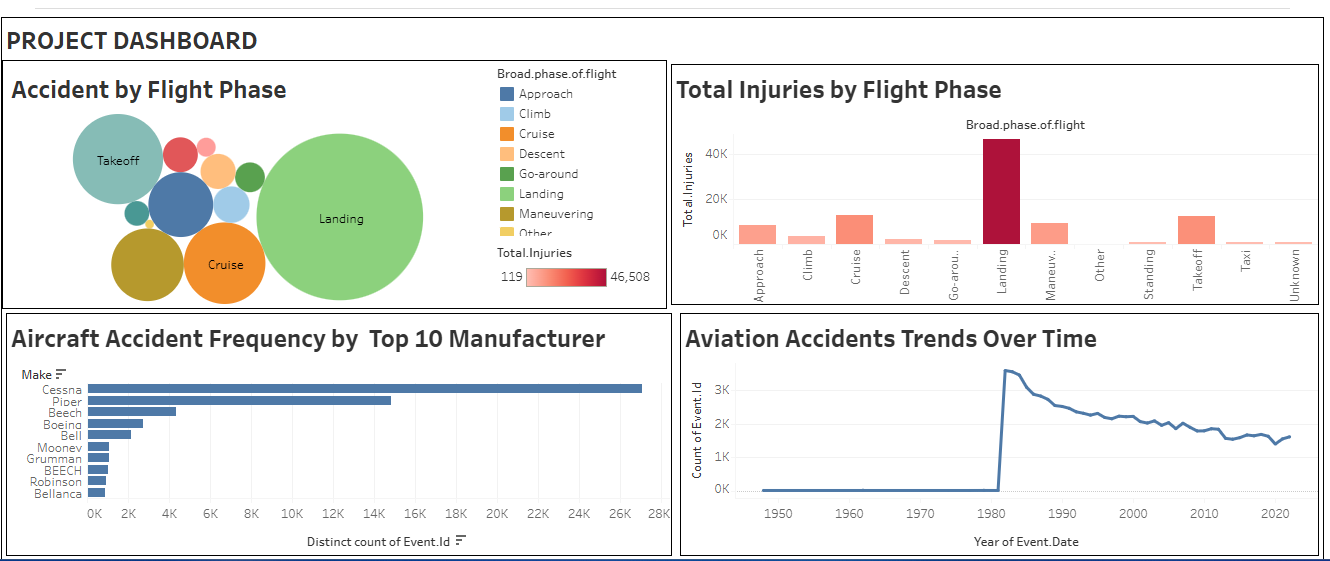 PROJECT DASHBOARD
Accident by Flight Phase
Takeoff
Landing
Cruise
Broad.phase.of.flight
Approach
Climb
Cruise
Descent
Go-around
Landing
Maneuvering
Other
Total.Injuries
119 46,508
Total Injuries by Flight Phase
Broad.phase.of.flight
Total.Injuries
40K
20K
0K
Approach
Climb
Cruise
Descent
Go-arou..
Landing
Maneuv..
Other
Standing
Takeoff
Taxi
Unknown
Aircraft Accident Frequency by Top 10 Manufacturer
Make
Cessna
Piper
Beech
Boeing
Bell
Mooney
Grumman
BEECH
Robinson
Bellanca
0K 2K 4K 6K 8K 10K 12K 14K 16K 18K 20K 22K 24K 26K 28K
Distinct count of Event.Id
Aviation Accidents Trends Over Time
Count of Event.Id
3K
2K
1K
0K
1950 1960 1970 1980 1990 2000 2010 2020
Year of Event.Date